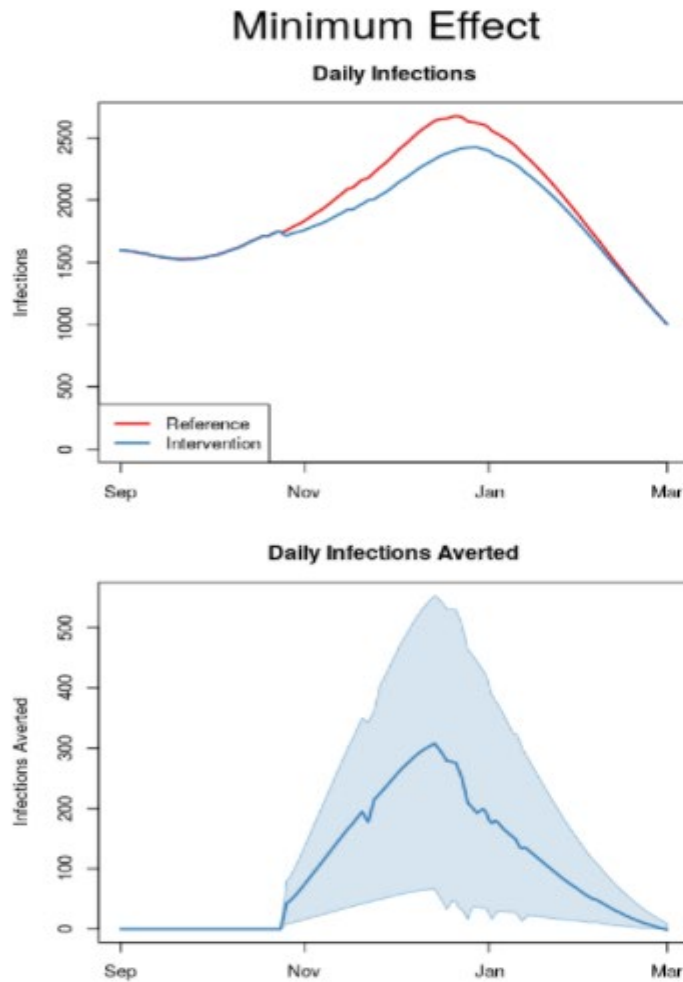 Minimum Effect
Daily Infections
2500
2000
1500
1000
500
0
Infections
Reference
Intervention
Sep Nov Jan Mar
Daily Infections Averted
500
400
300
200
100
0
Infections Averted
Sep Nov Jan Mar